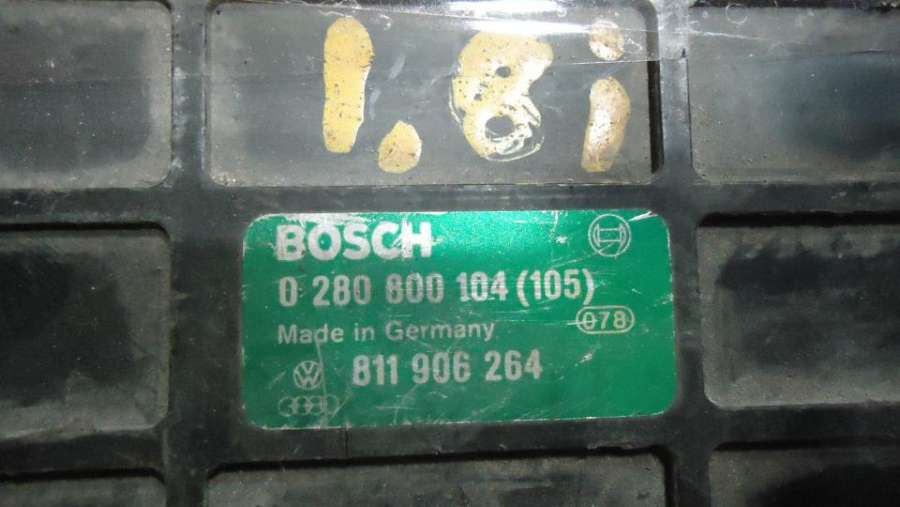 1.8i
BOSCH
0 280 800 104 (105)
Made in Germany
078
811 906 264